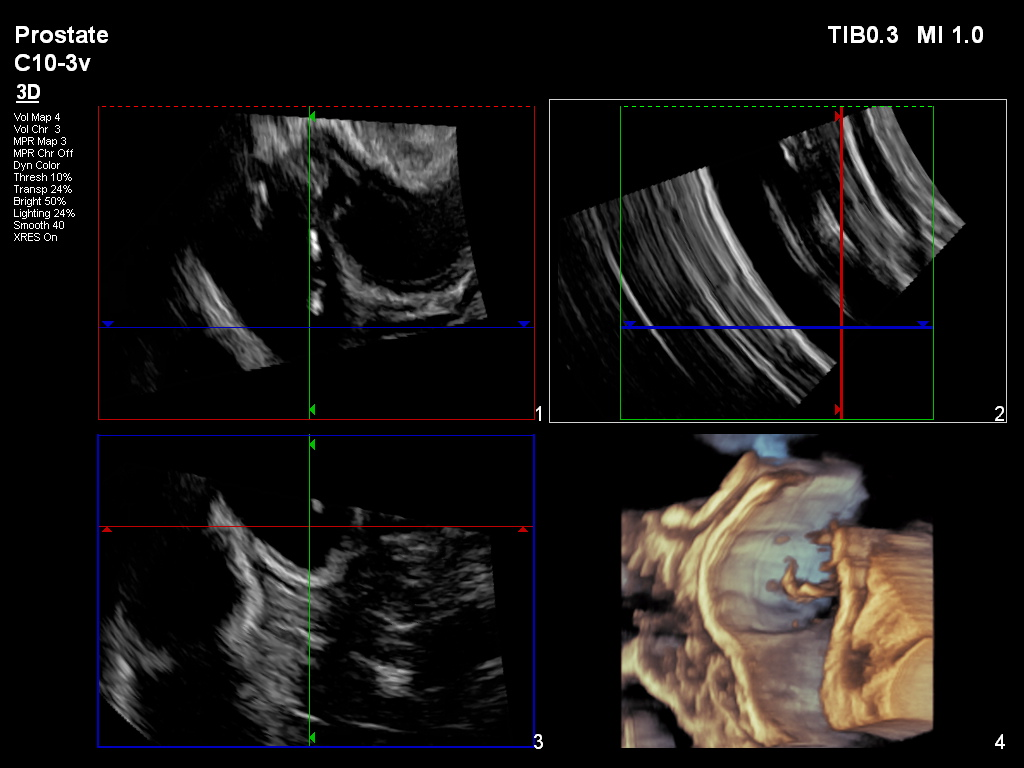 Prostate
C10-3v
3D
TIB0.3 MI 1.0
Vol Map 4
Vol Chr 3
MPR Map 3
MPR Chr Off
Dyn Color
Thresh 10%
Transp 24%
Bright 50%
Lighting 24%
Smooth 40
XRES On
1
2
3
4